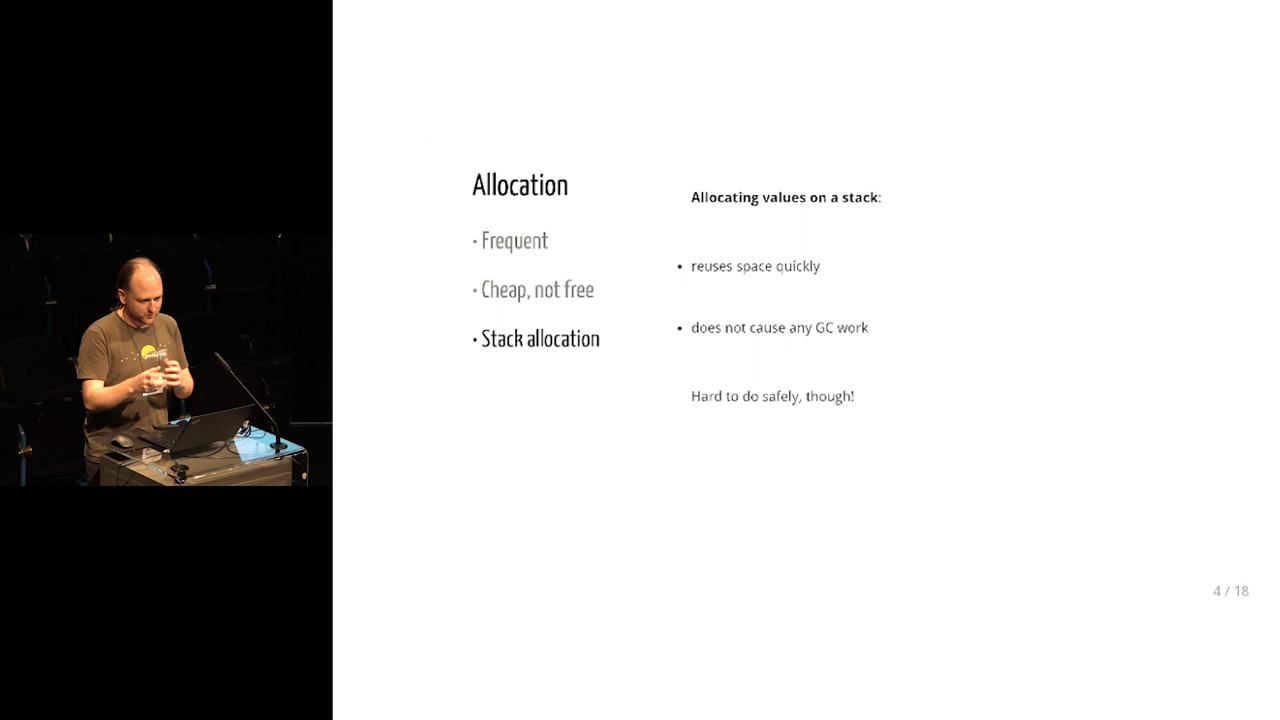 Allocation
• Frequent
• Cheap, not free
• Stack allocation
Allocating values on a stack:
• reuses space quickly
• does not cause any GC work
Hard to do safely, though!
4 / 18